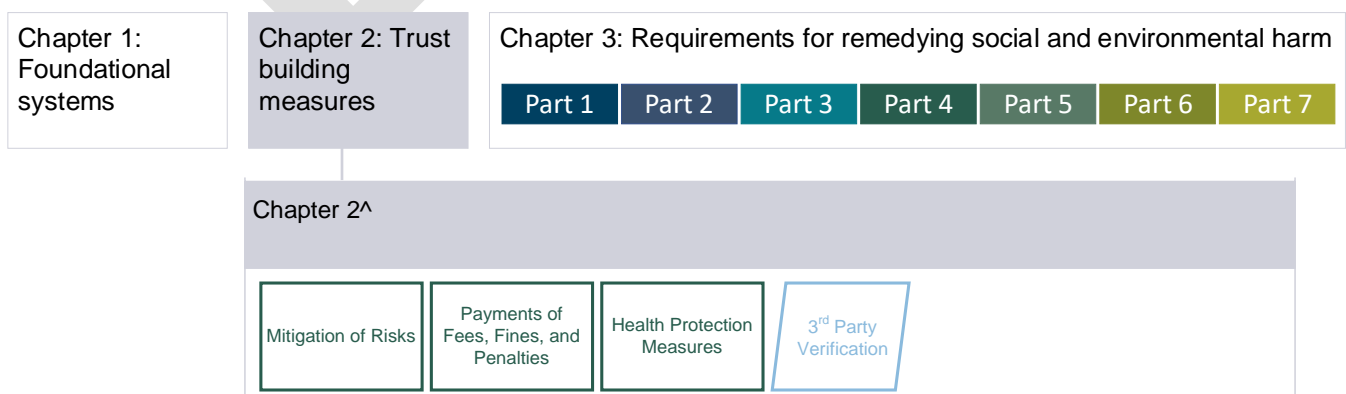 Chapter 1:
Foundational
systems
Chapter 2: Trust
building
measures
Chapter 3: Requirements for remedying social and environmental harm
Part 1 Part 2 Part 3 Part 4 Part 5 Part 6 Part 7
Chapter 2^
Mitigation of Risks
Payments of
Fees, Fines, and
Penalties
Health Protection
Measures
3rd Party
Verification